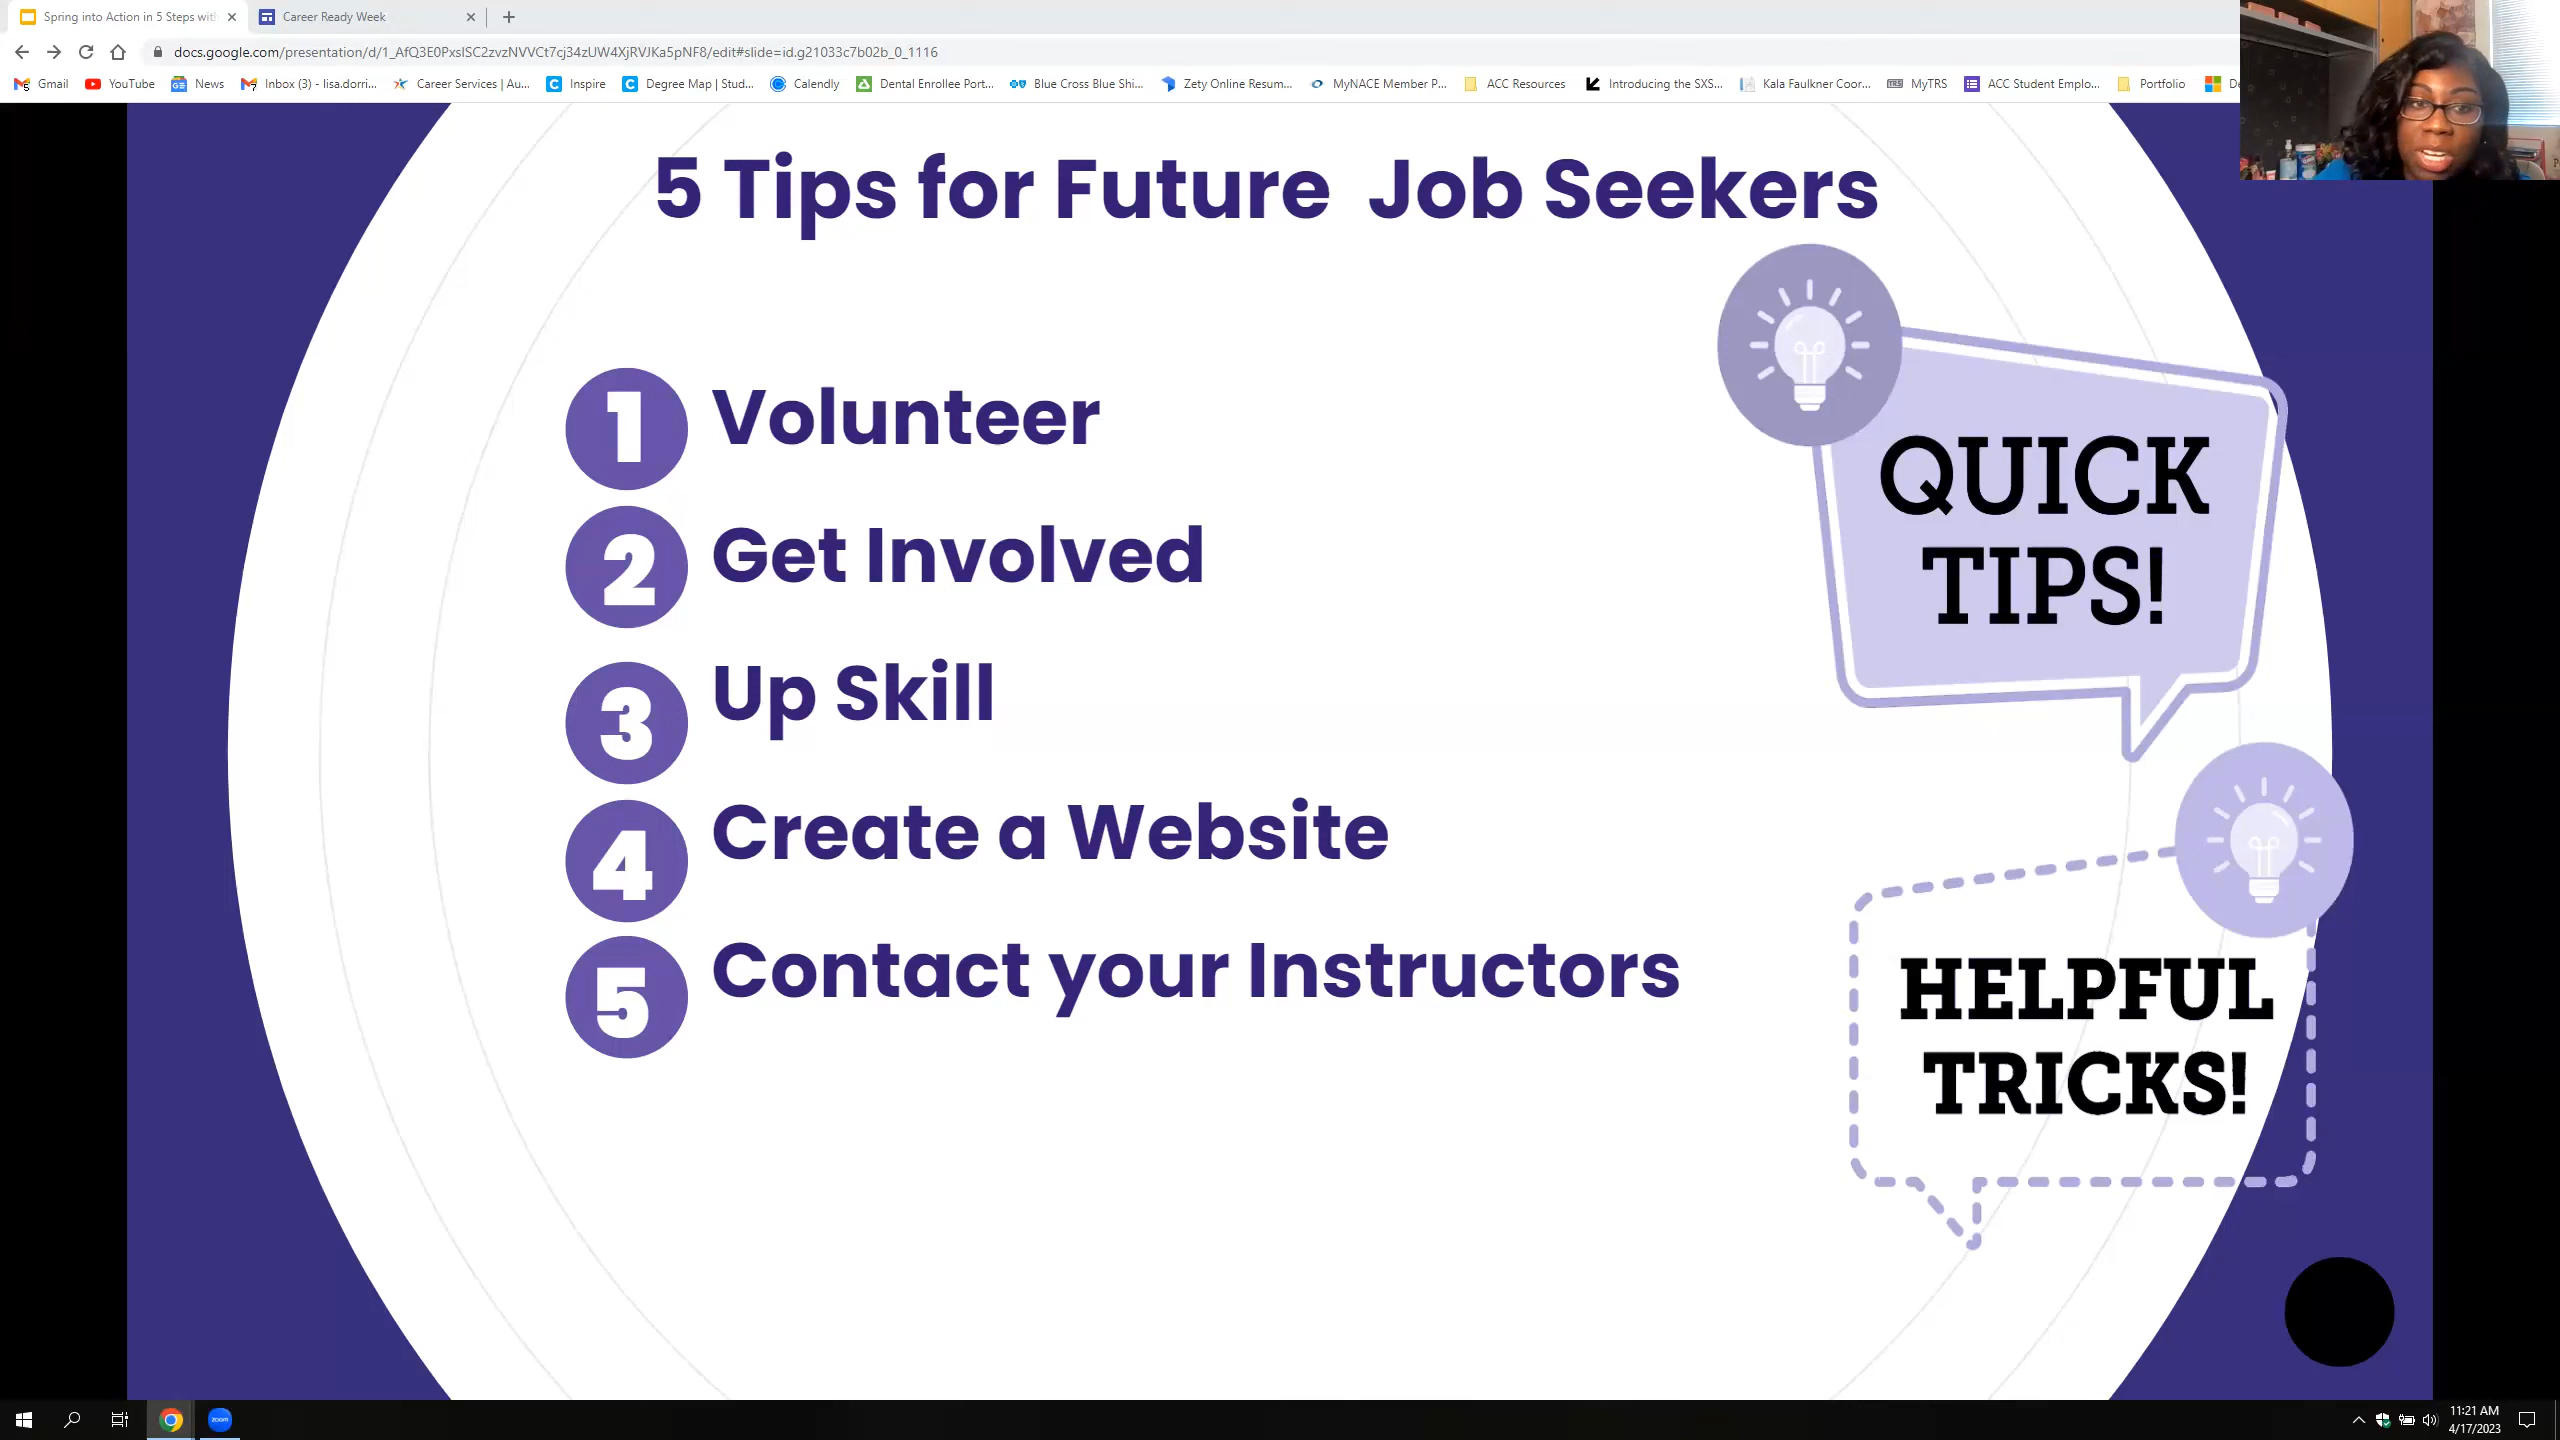 Spring into Action in 5 Steps with
Career Ready Week
docs.google.com/presentation/d/1_AfQ3E0PxsISC2zvzNVVCt7cj34zUW4XjRVJKa5pNF8/edit#slide=id.g21033c7b02b_0_1116
Gmail
YouTube
News
Inbox (3) - lisa.dorri...
Career Services | Au...
Inspire
Degree Map | Stud...
Calendly
Dental Enrollee Port...
Blue Cross Blue Shi...
Zety Online Resum...
MyNACE Member P...
ACC Resources
Introducing the SXS...
Kala Faulkner Coor...
MyTRS
ACC Student Emplo...
Portfolio
5 Tips for Future Job Seekers
1 Volunteer
2 Get Involved
3 Up Skill
4 Create a Website
5 Contact your Instructors
QUICK
TIPS!
HELPFUL
TRICKS!
zoom
11:21 AM
4/17/2023